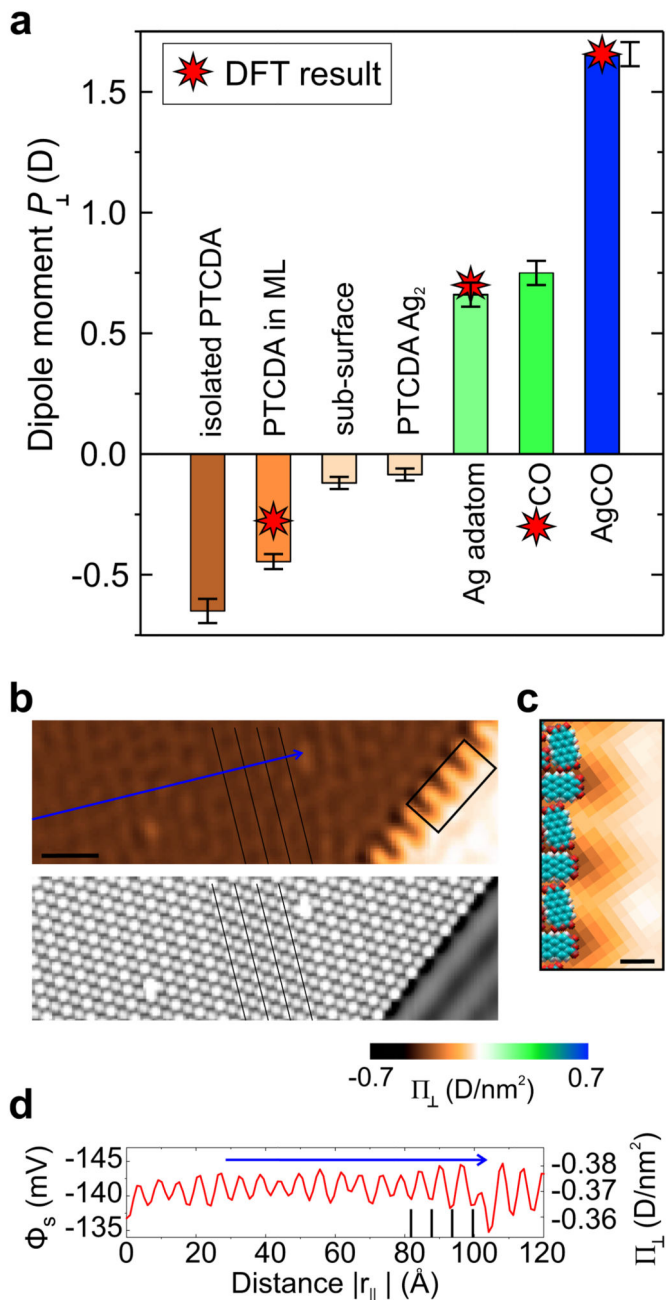 a
DFT result
Dipole moment P⊥ (D)
1.5
1.0
0.5
0.0
-0.5
isolated PTCDA
PTCDA in ML
sub-surface
PTCDA Ag₂
Ag adatom
CO
AgCO
b
c
-0.7
0.7
Π⊥ (D/nm²)
d
Φs (mV)
-145
-140
-135
-0.38
-0.37
-0.36
Π⊥ (D/nm²)
0 20 40 60 80 100 120
Distance |r||| (Å)